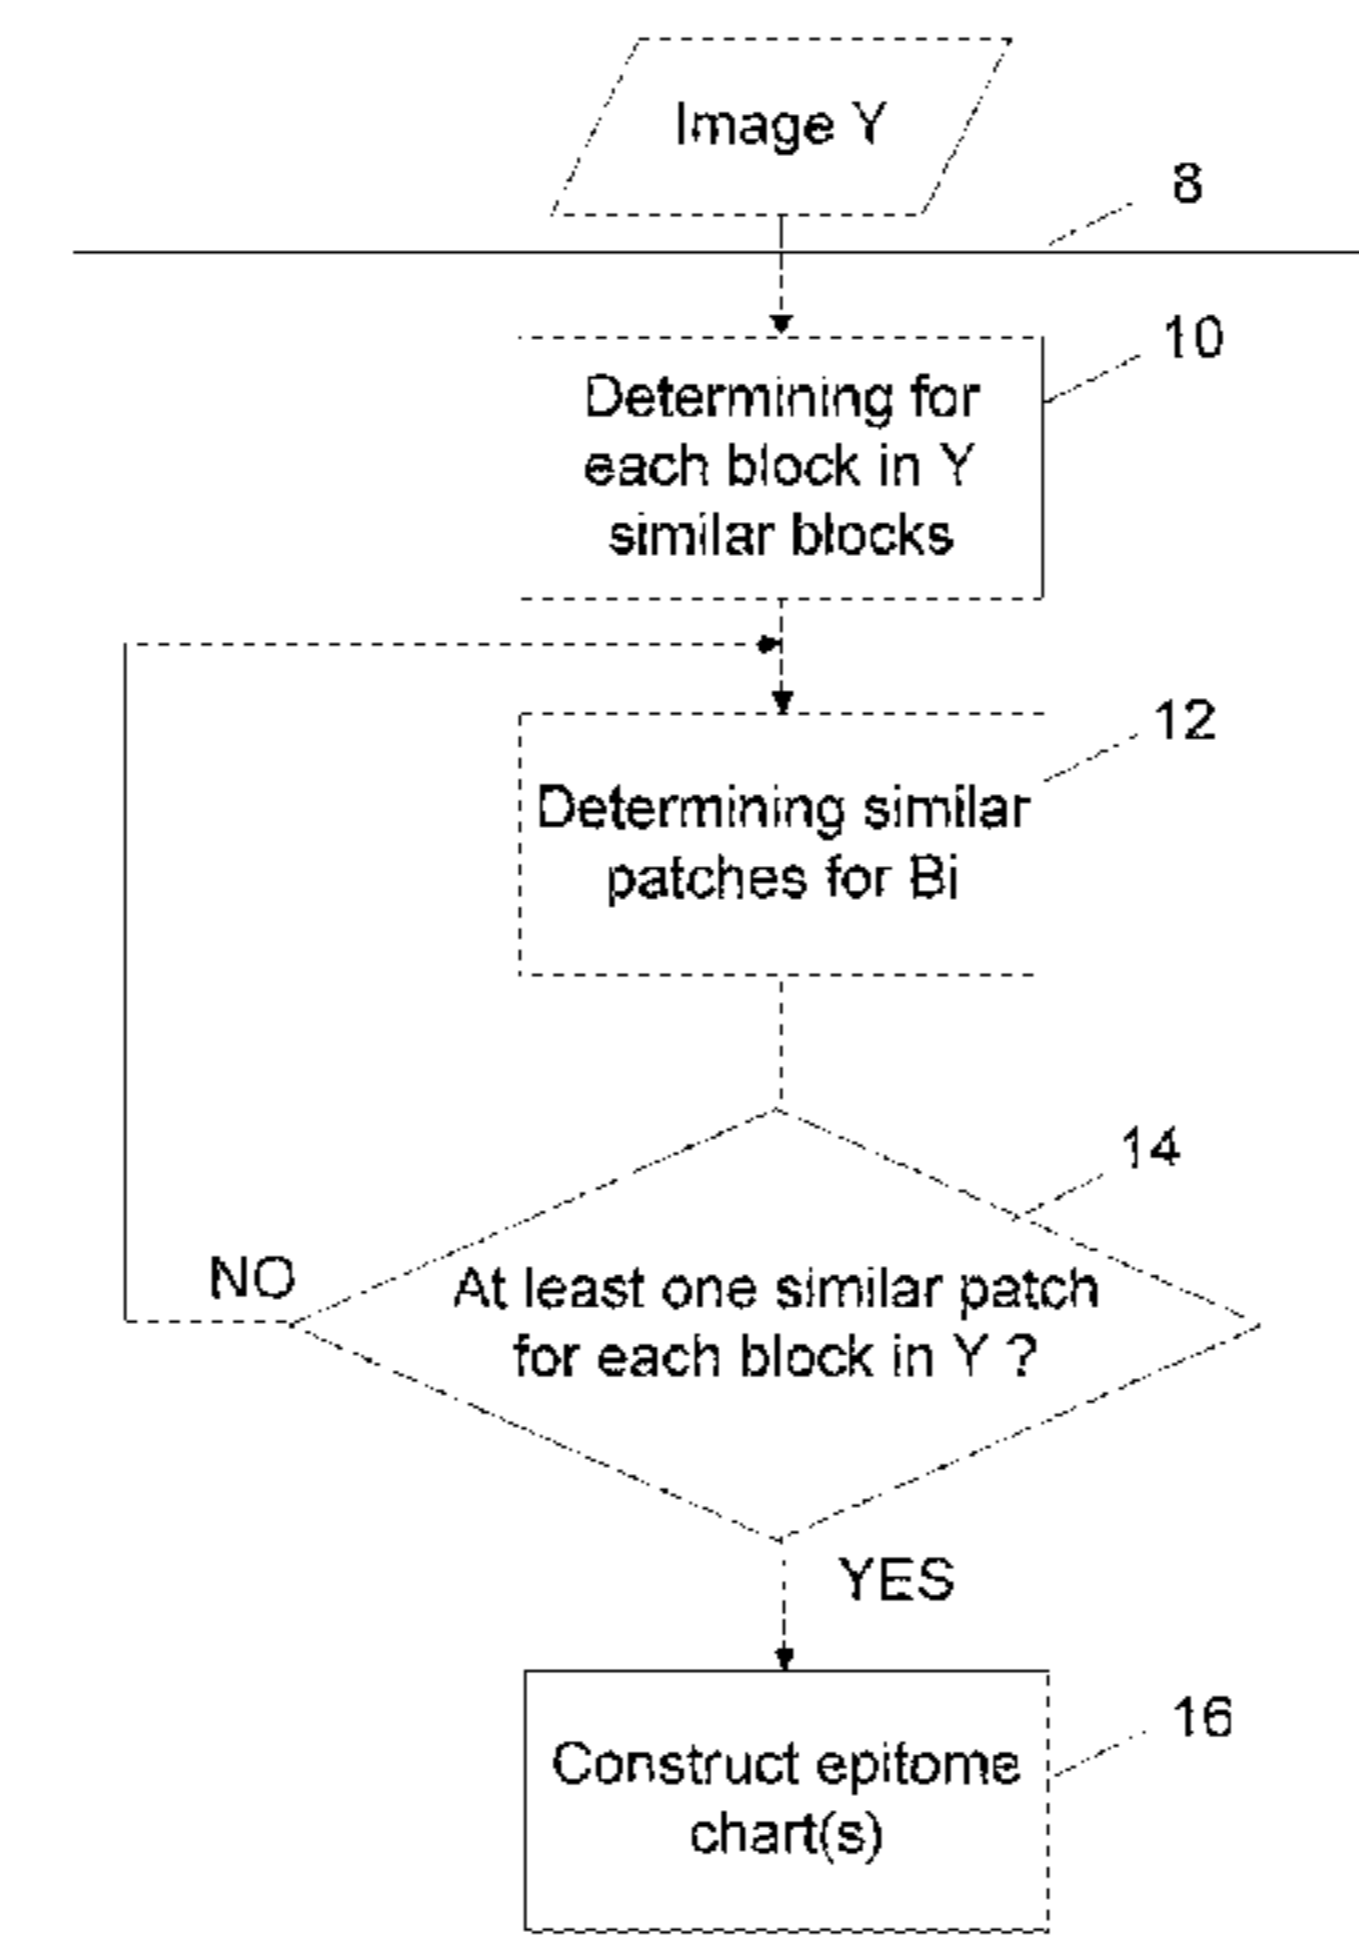 Image Y
8
10
Determining for
each block in Y
similar blocks
12
Determining similar
patches for Bi
14
NO
At least one similar patch
for each block in Y ?
YES
16
Construct epitome
chart(s)